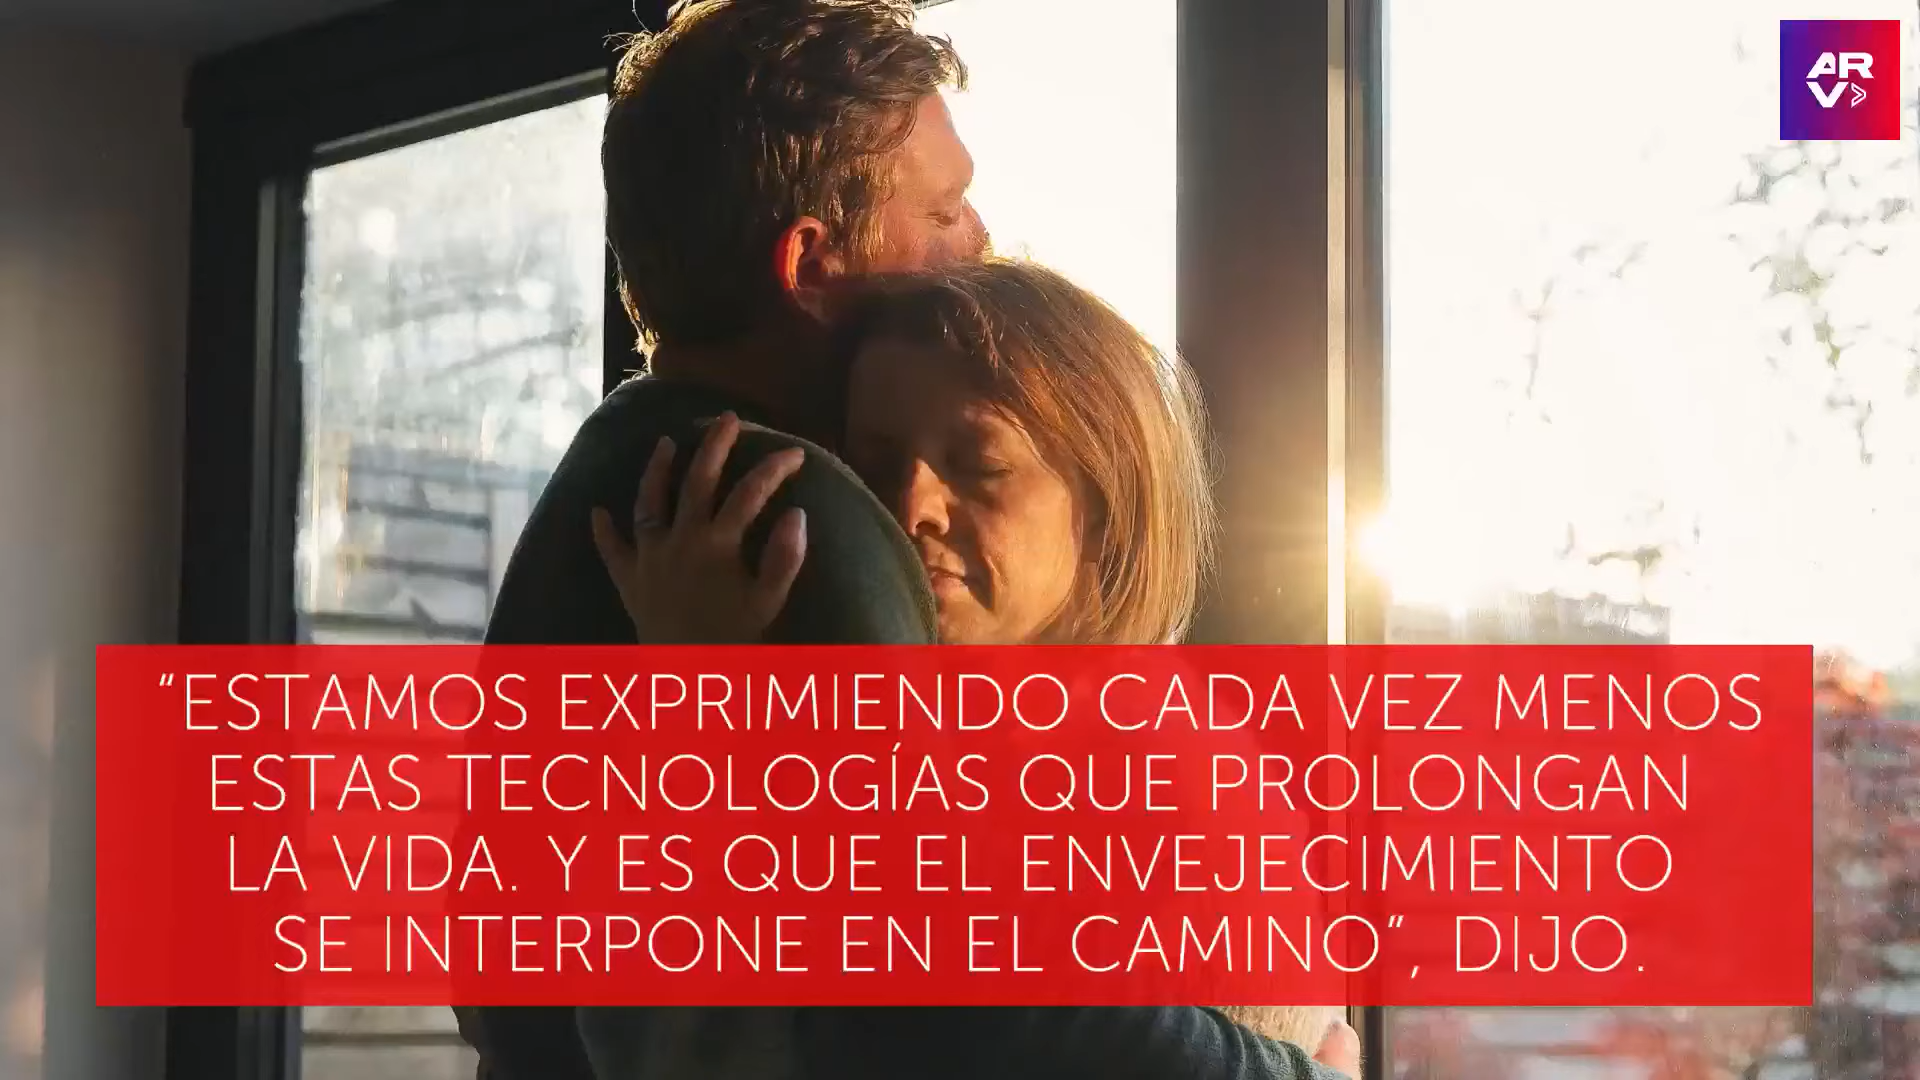 ARV
“ESTAMOS EXPRIMIENDO CADA VEZ MENOS
ESTAS TECNOLOGÍAS QUE PROLONGAN
LA VIDA. Y ES QUE EL ENVEJECIMIENTO
SE INTERPONE EN EL CAMINO”, DIJO.